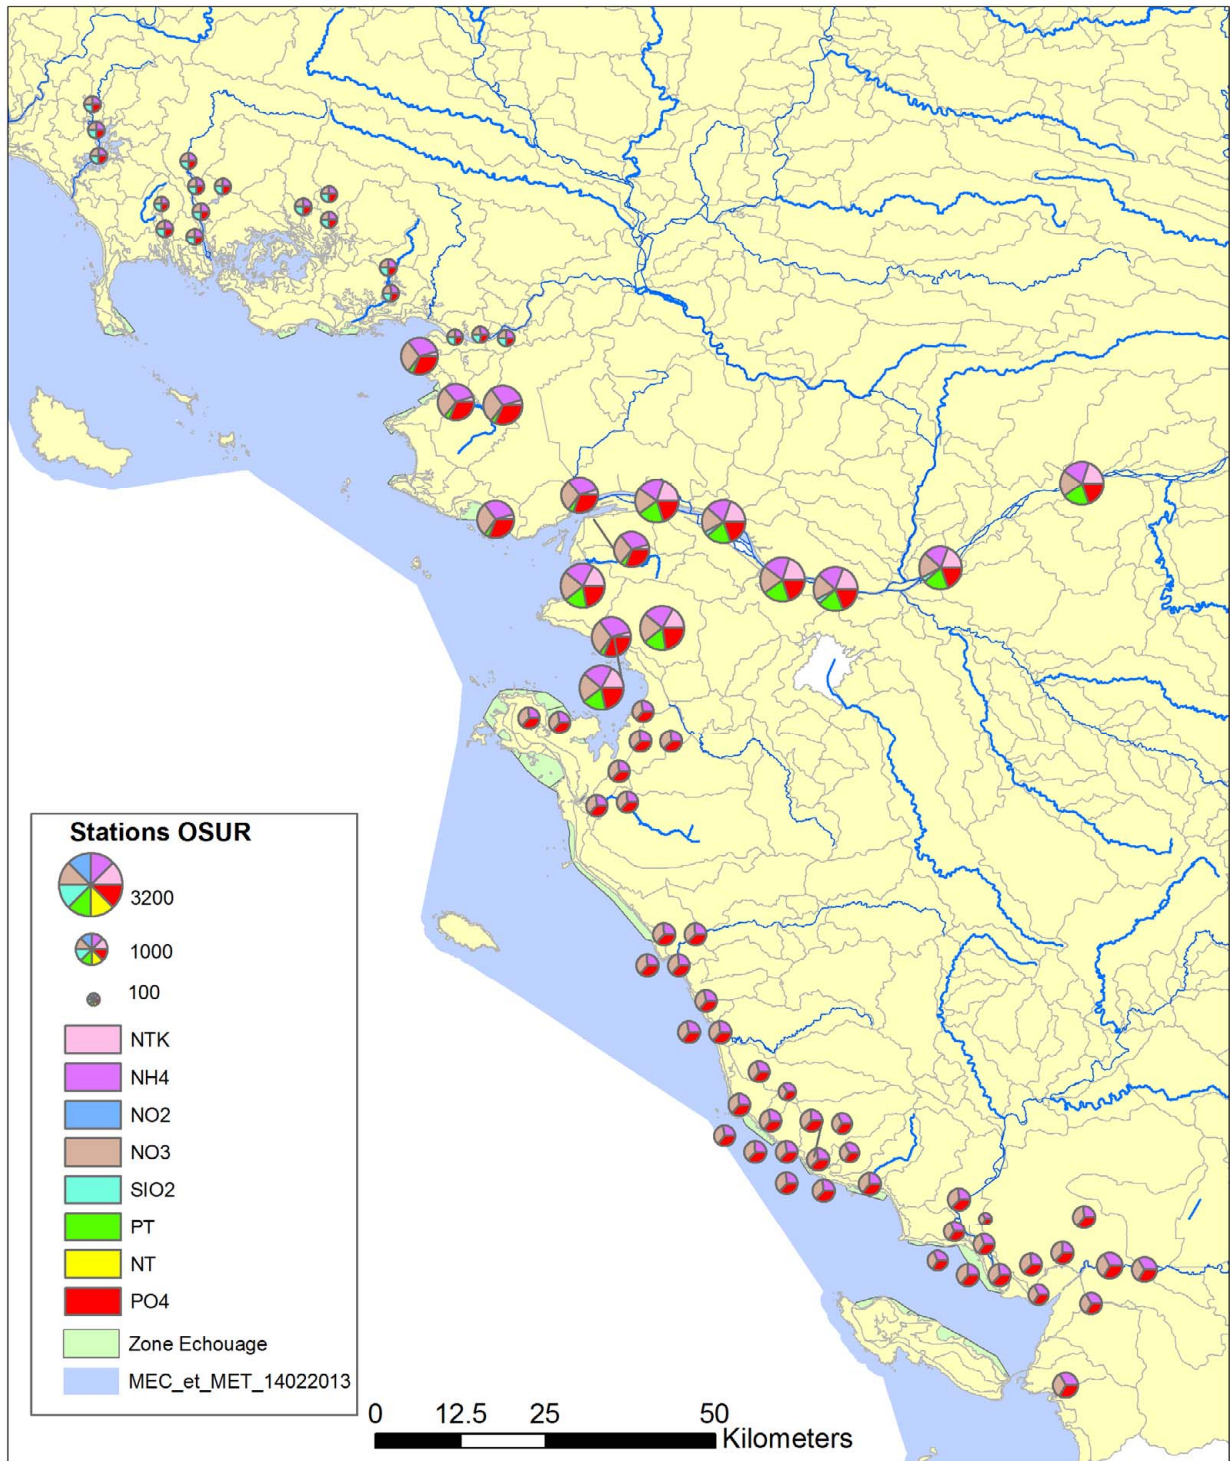 Stations OSUR
3200
1000
100
NTK
NH4
NO2
NO3
SIO2
PT
NT
PO4
Zone Echouage
MEC_et_MET_14022013
0 12.5 25 50
Kilometers